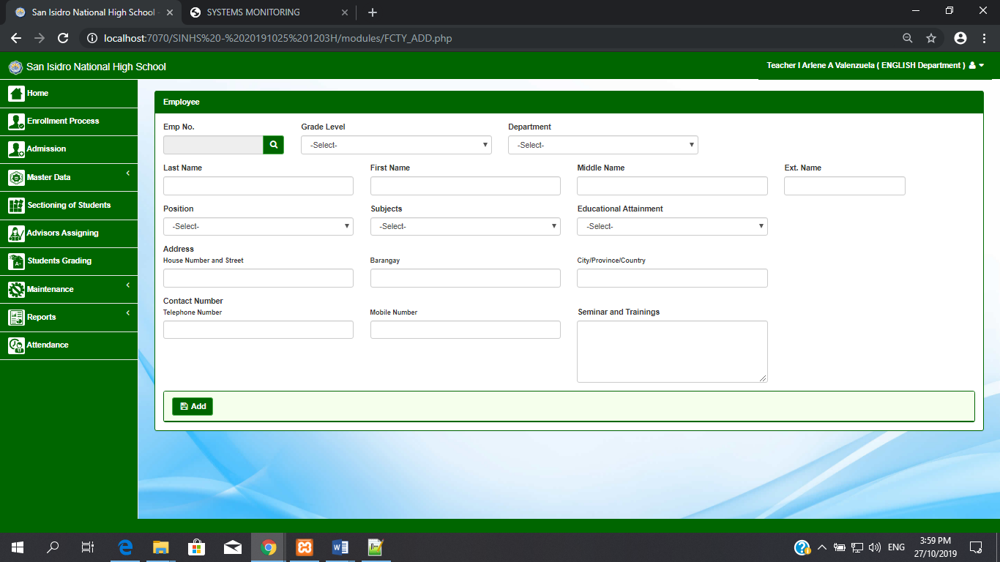 San Isidro National High School -
SYSTEMS MONITORING
localhost:7070/SINHS%20-%2020191025%201203H/modules/FCTY_ADD.php
San Isidro National High School
Teacher I Arlene A Valenzuela ( ENGLISH Department )
Home
Enrollment Process
Admission
Master Data
Sectioning of Students
Advisors Assigning
Students Grading
Maintenance
Reports
Attendance
Employee
Emp No. Grade Level Department
-Select- -Select-
Last Name First Name Middle Name Ext. Name
Position Subjects Educational Attainment
-Select- -Select- -Select-
Address
House Number and Street Barangay City/Province/Country
Contact Number
Telephone Number Mobile Number Seminar and Trainings
Add
ENG
3:59 PM
27/10/2019